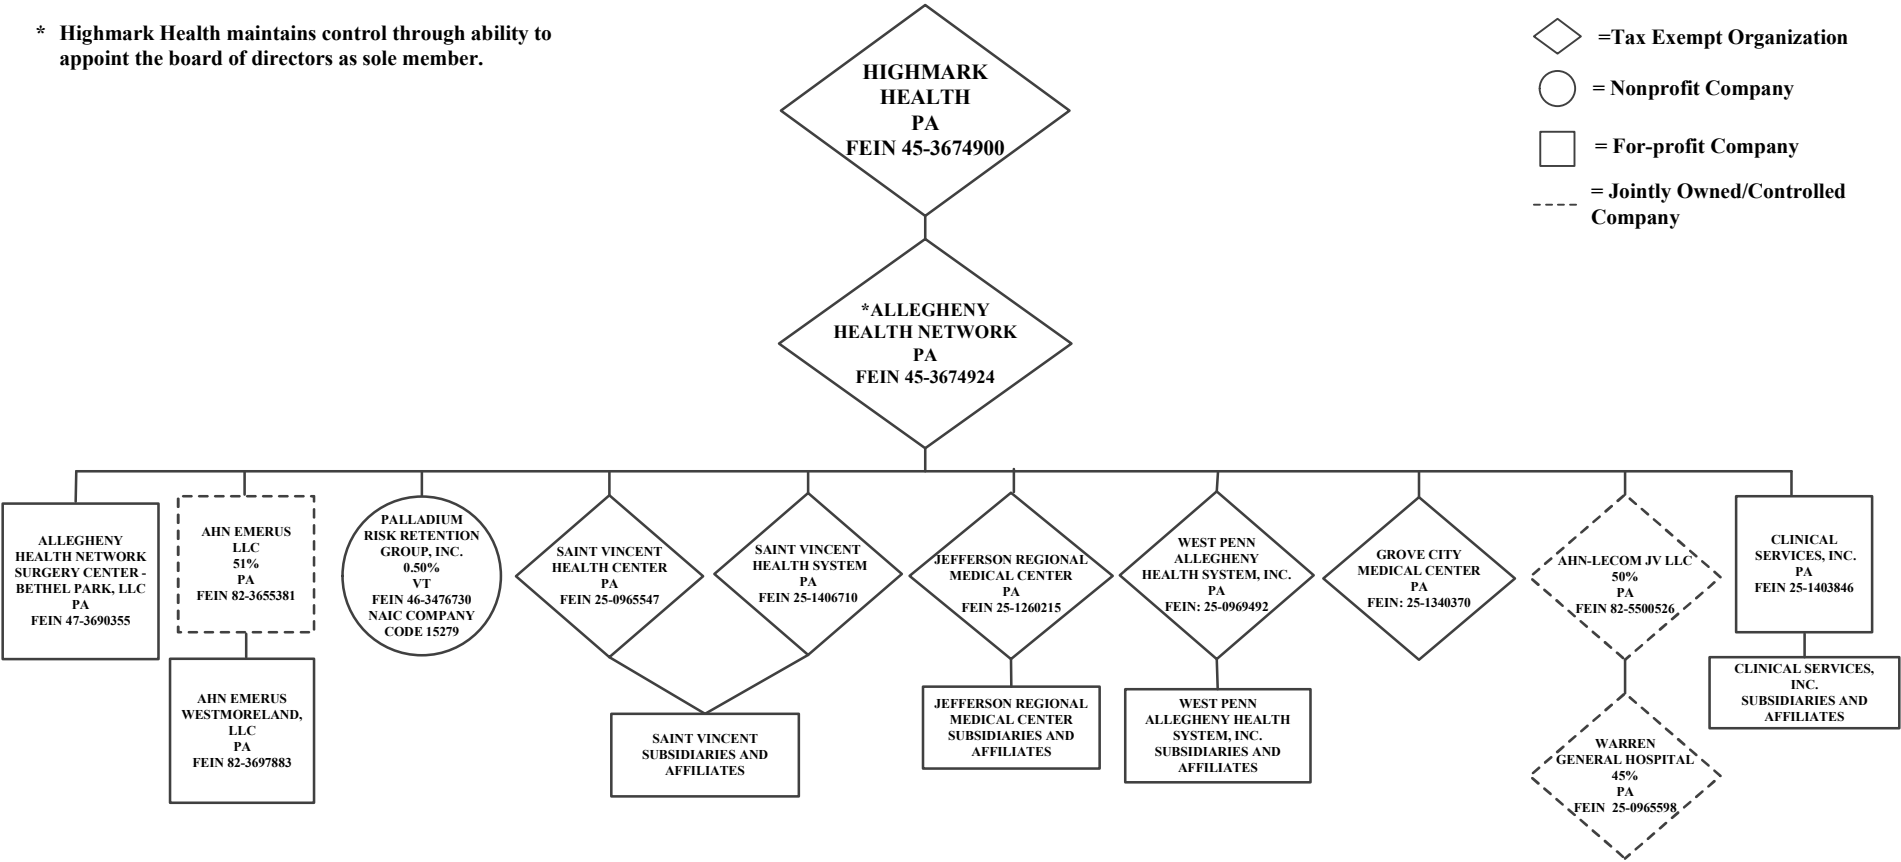 * Highmark Health maintains control through ability to
appoint the board of directors as sole member.
=Tax Exempt Organization
= Nonprofit Company
= For-profit Company
= Jointly Owned/Controlled
Company
HIGHMARK
HEALTH
PA
FEIN 45-3674900
*ALLEGHENY
HEALTH NETWORK
PA
FEIN 45-3674924
ALLEGHENY
HEALTH NETWORK
SURGERY CENTER -
BETHEL PARK, LLC
PA
FEIN 47-3690355
AHN EMERUS
LLC
51%
PA
FEIN 82-3655381
AHN EMERUS
WESTMORELAND,
LLC
PA
FEIN 82-3697883
PALLADIUM
RISK RETENTION
GROUP, INC.
0.50%
VT
FEIN 46-3476730
NAIC COMPANY
CODE 15279
SAINT VINCENT
HEALTH CENTER
PA
FEIN 25-0965547
SAINT VINCENT
HEALTH SYSTEM
PA
FEIN 25-1406710
SAINT VINCENT
SUBSIDIARIES AND
AFFILIATES
JEFFERSON REGIONAL
MEDICAL CENTER
PA
FEIN 25-1260215
JEFFERSON REGIONAL
MEDICAL CENTER
SUBSIDIARIES AND
AFFILIATES
WEST PENN
ALLEGHENY
HEALTH SYSTEM, INC.
PA
FEIN: 25-0969492
WEST PENN
ALLEGHENY HEALTH
SYSTEM, INC.
SUBSIDIARIES AND
AFFILIATES
GROVE CITY
MEDICAL CENTER
PA
FEIN: 25-1340370
AHN-LECOM JV LLC
50%
PA
FEIN 82-5500526
WARREN
GENERAL HOSPITAL
45%
PA
FEIN 25-0965598
CLINICAL
SERVICES, INC.
PA
FEIN 25-1403846
CLINICAL SERVICES,
INC.
SUBSIDIARIES AND
AFFILIATES